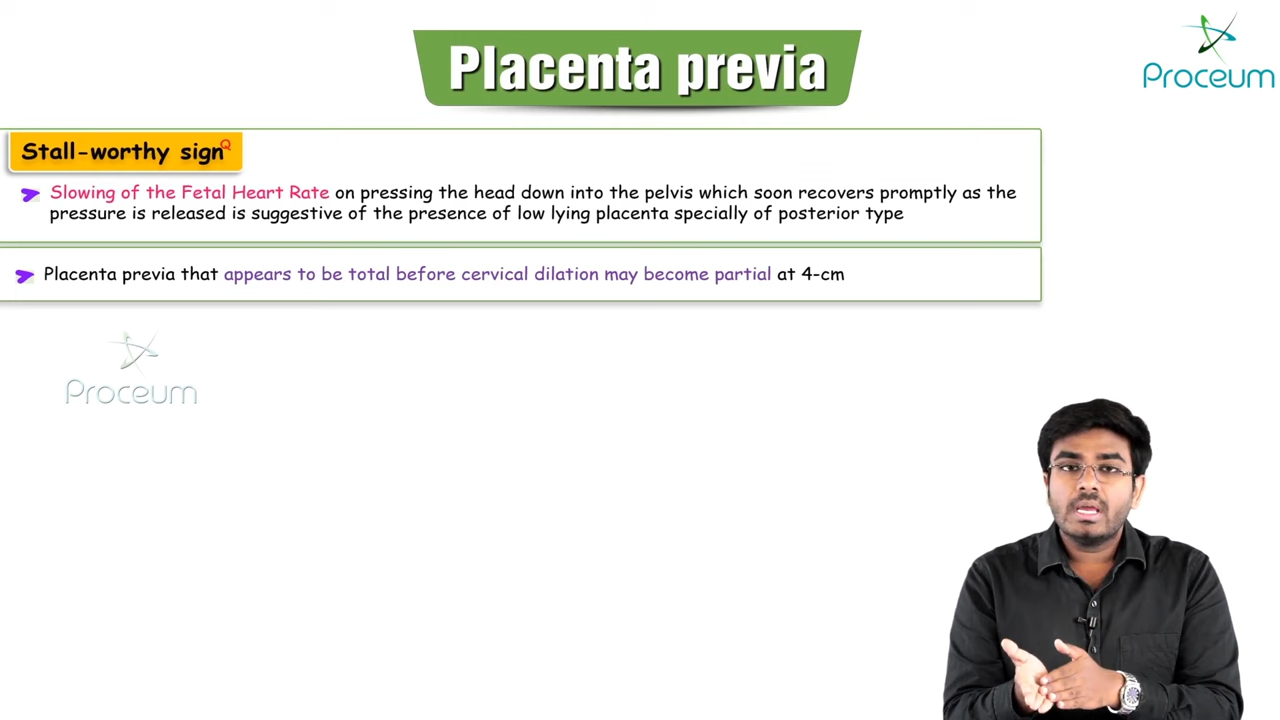 Placenta previa
Proceum
Stall-worthy sign Q
Slowing of the Fetal Heart Rate on pressing the head down into the pelvis which soon recovers promptly as the
pressure is released is suggestive of the presence of low lying placenta specially of posterior type
Placenta previa that appears to be total before cervical dilation may become partial at 4-cm
Proceum